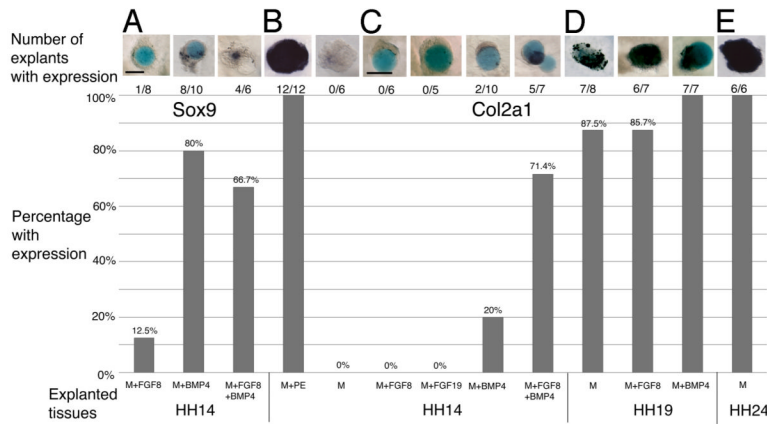 A B C D E
Number of
explants
with expression
1/8 8/10 4/6 12/12 0/6 0/6 0/5 2/10 5/7 7/8 6/7 7/7 6/6
Sox9 Col2a1
Percentage
with
expression
100%
80%
60%
40%
20%
0%
12.5% 80% 66.7% 0% 0% 0% 20% 71.4% 87.5% 85.7%
Explanted
tissues
M+FGF8 M+BMP4 M+FGF8
+BMP4 M+PE M M+FGF8 M+FGF19 M+BMP4 M+FGF8
+BMP4 M M+FGF8 M+BMP4 M
HH14 HH14 HH19 HH24